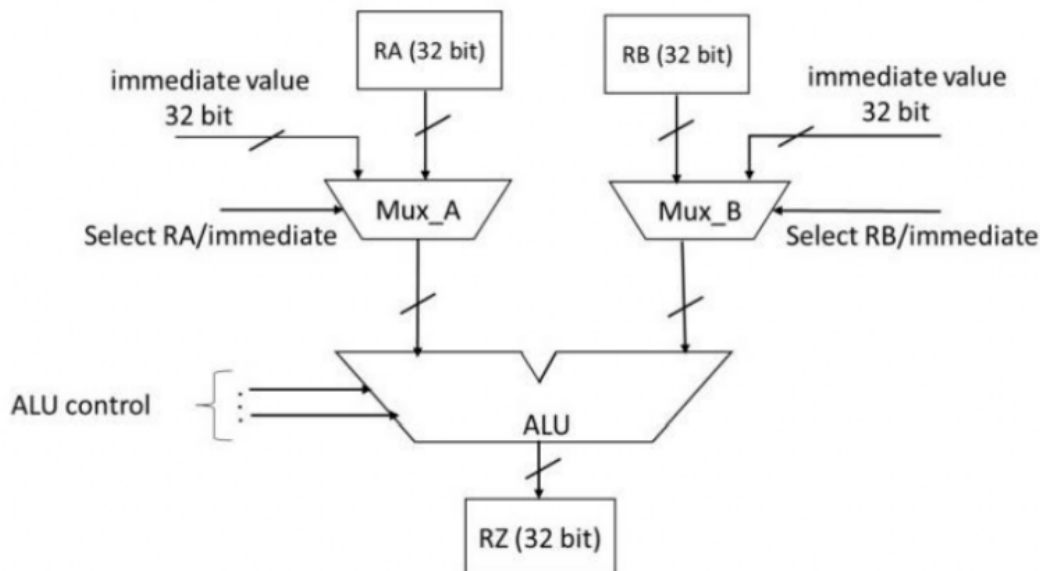 RA (32 bit)
RB (32 bit)
immediate value
32 bit
immediate value
32 bit
Mux_A
Mux_B
Select RA/immediate
Select RB/immediate
ALU control
ALU
RZ (32 bit)